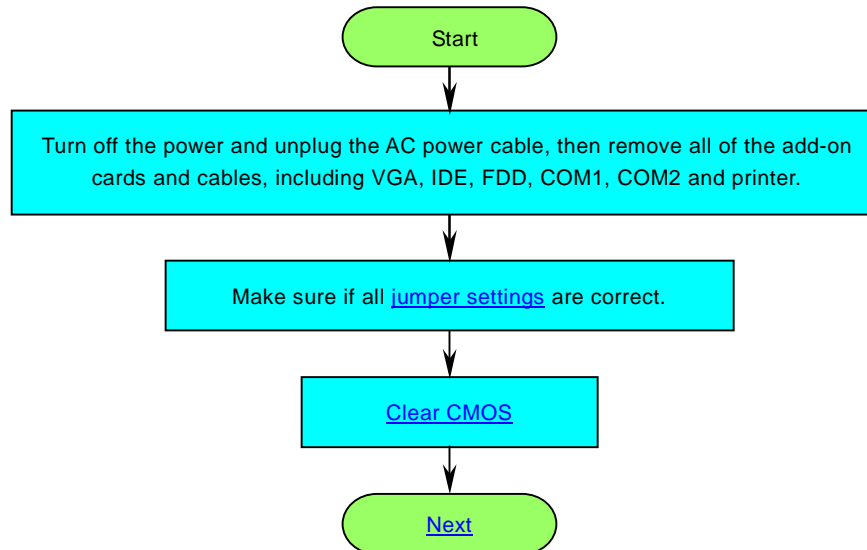 Start
Turn off the power and unplug the AC power cable, then remove all of the add-on
cards and cables, including VGA, IDE, FDD, COM1, COM2 and printer.
Make sure if all jumper settings are correct.
Clear CMOS
Next